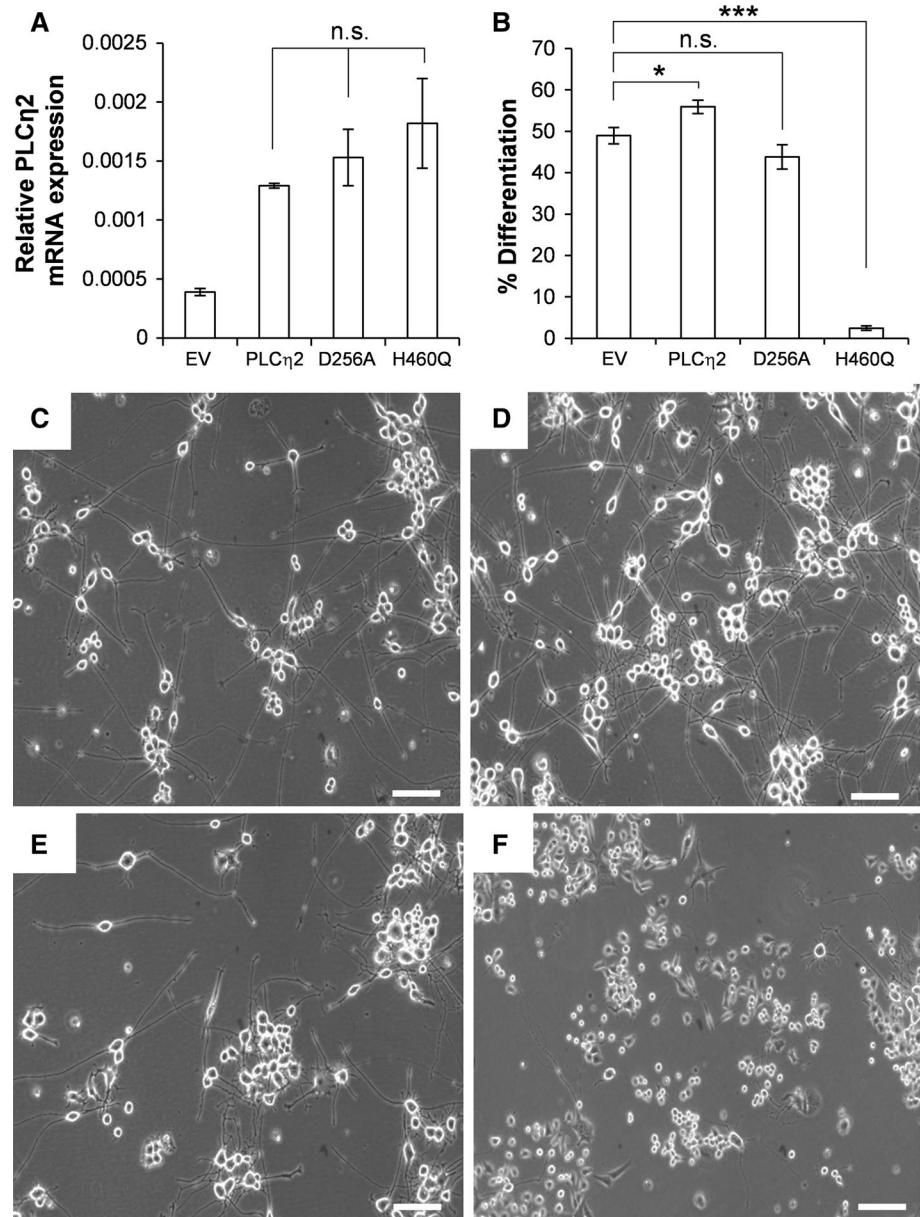 A
B
n.s.
***
n.s.
*
Relative PLCη2
mRNA expression
0.0025
0.002
0.0015
0.001
0.0005
0
EV PLCη2 D256A H460Q
% Differentiation
70
60
50
40
30
20
10
0
EV PLCη2 D256A H460Q
C
D
E
F